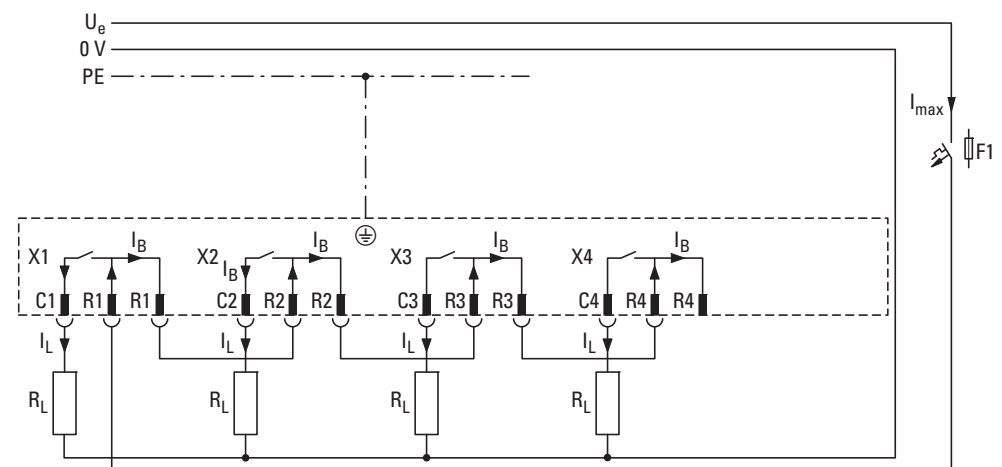 Ue
0 V
PE
Imax
F1
X1 IB X2 IB X3 IB X4 IB
IB
C1 R1 R1 C2 R2 R2 C3 R3 R3 C4 R4 R4
IL IL IL IL
RL RL RL RL